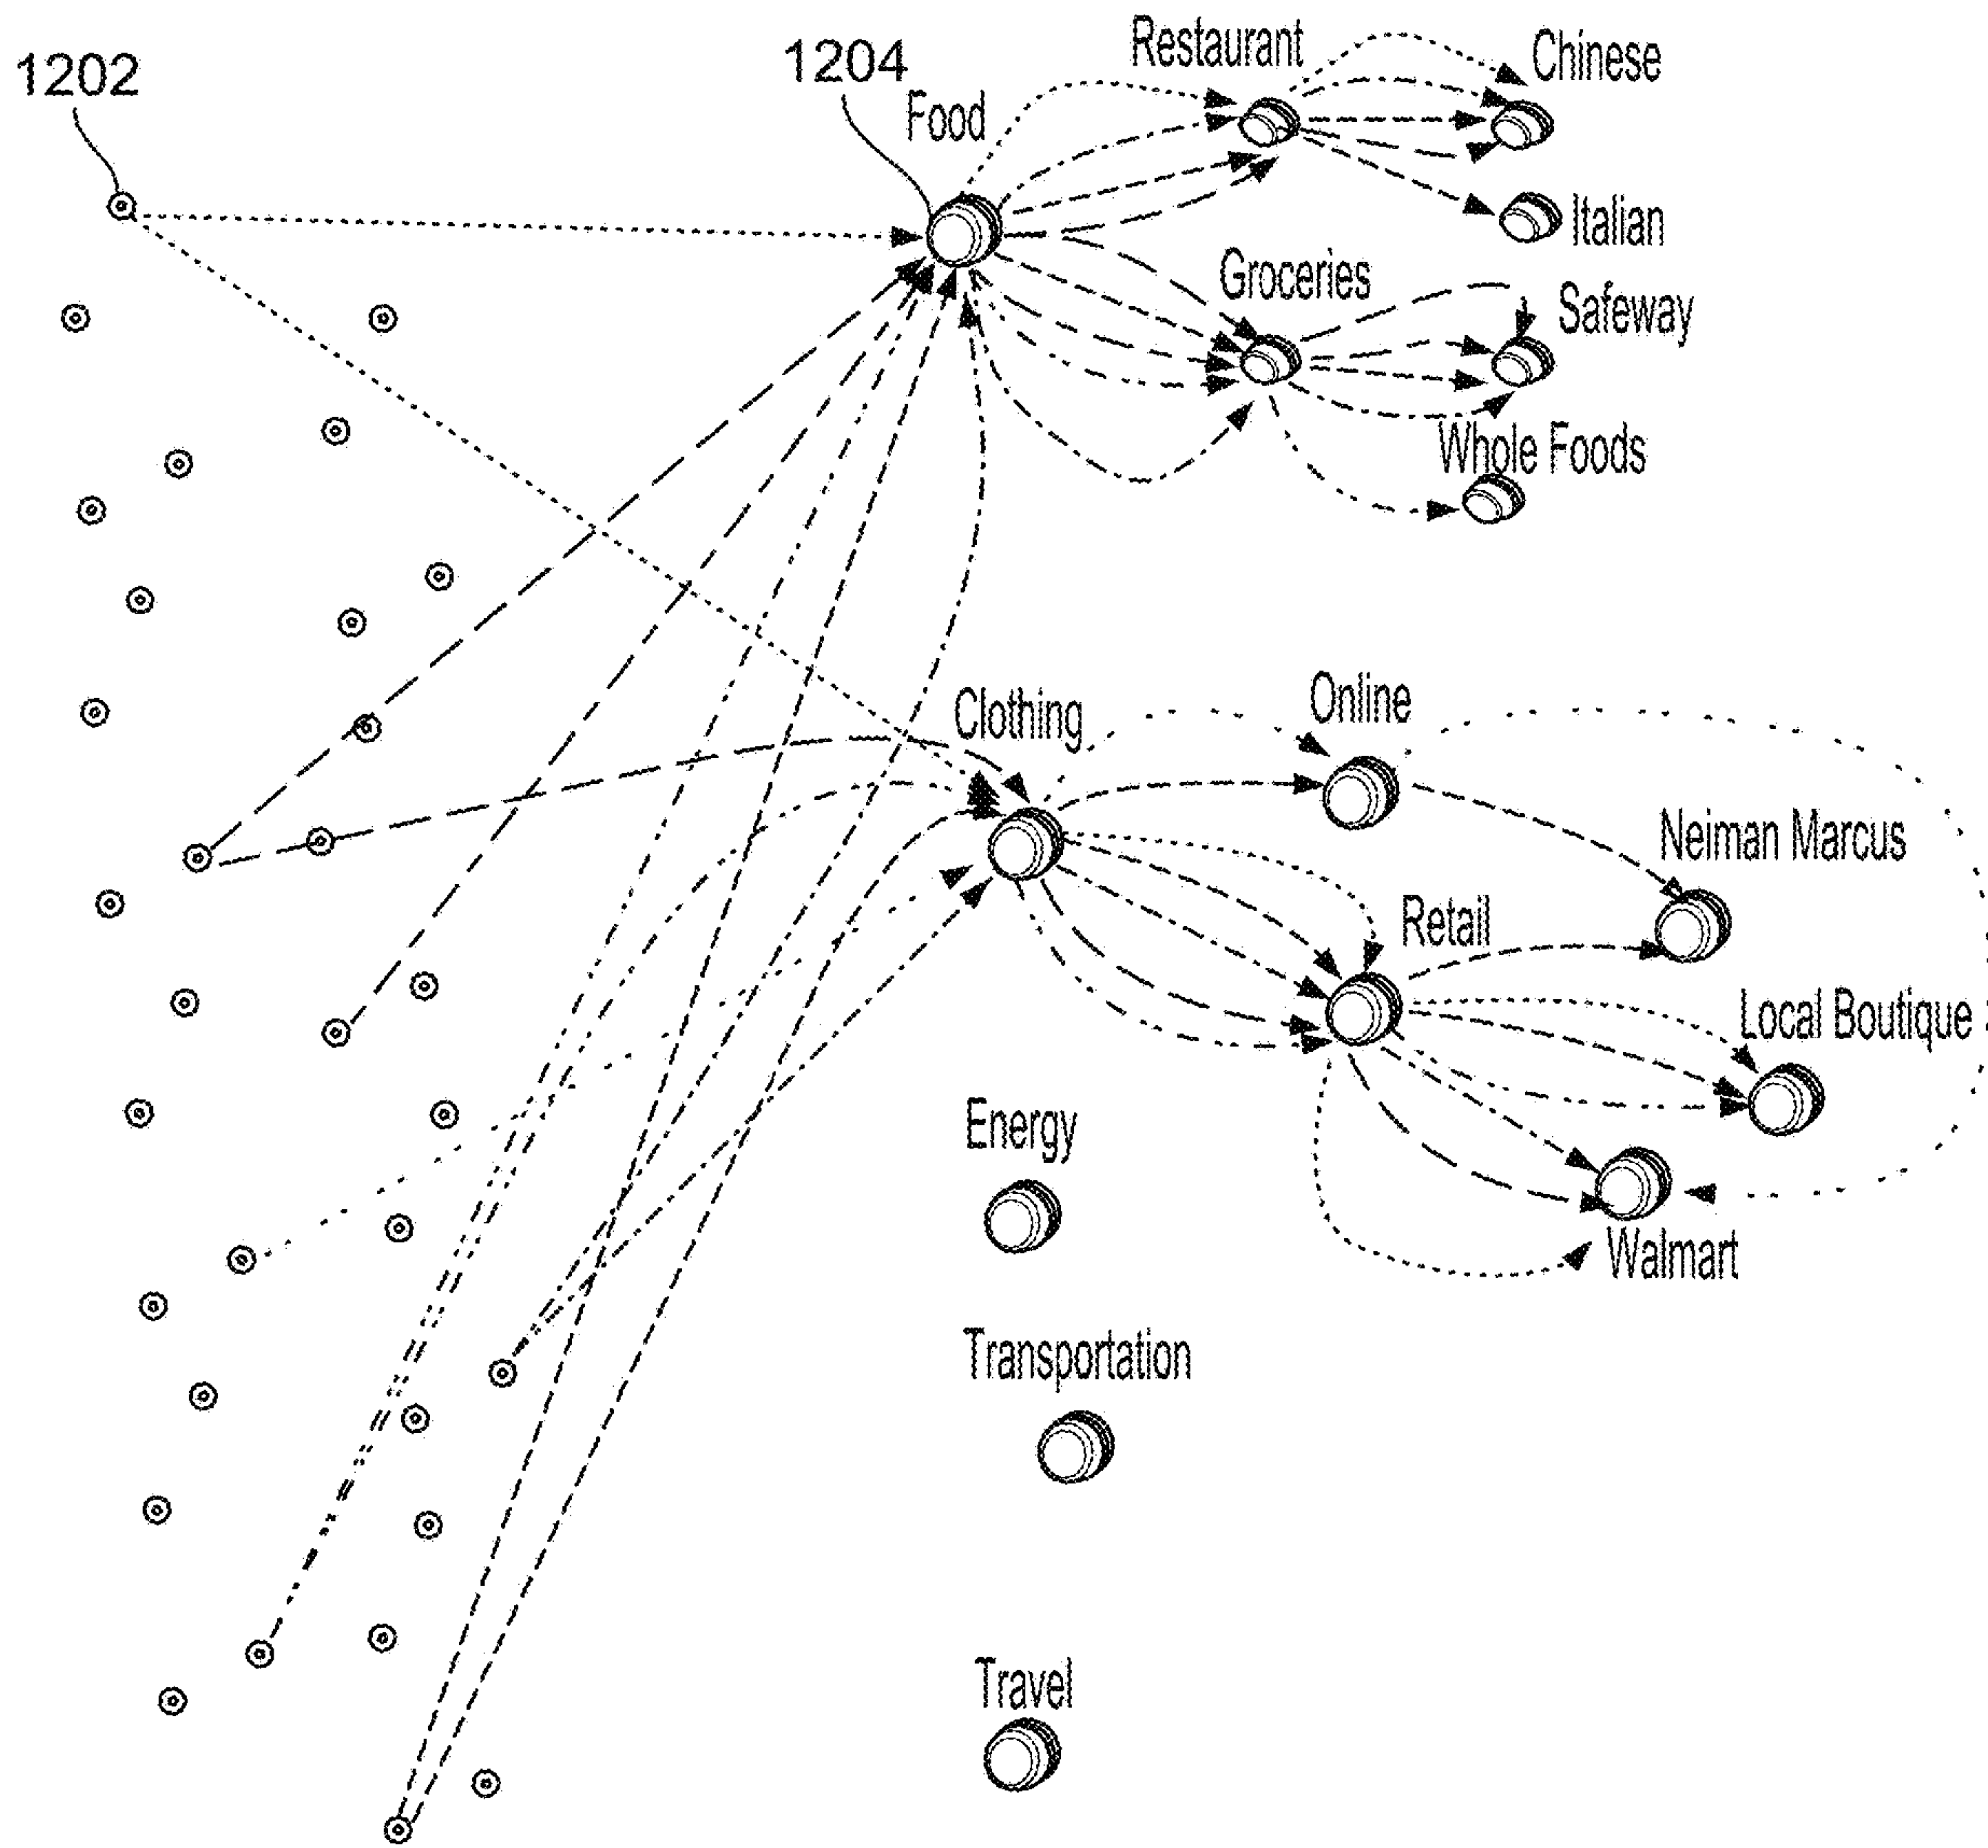 1202
1204
Food
Restaurant
Chinese
Italian
Groceries
Safeway
Whole Foods
Clothing
Online
Neiman Marcus
Retail
Local Boutique
Walmart
Energy
Transportation
Travel